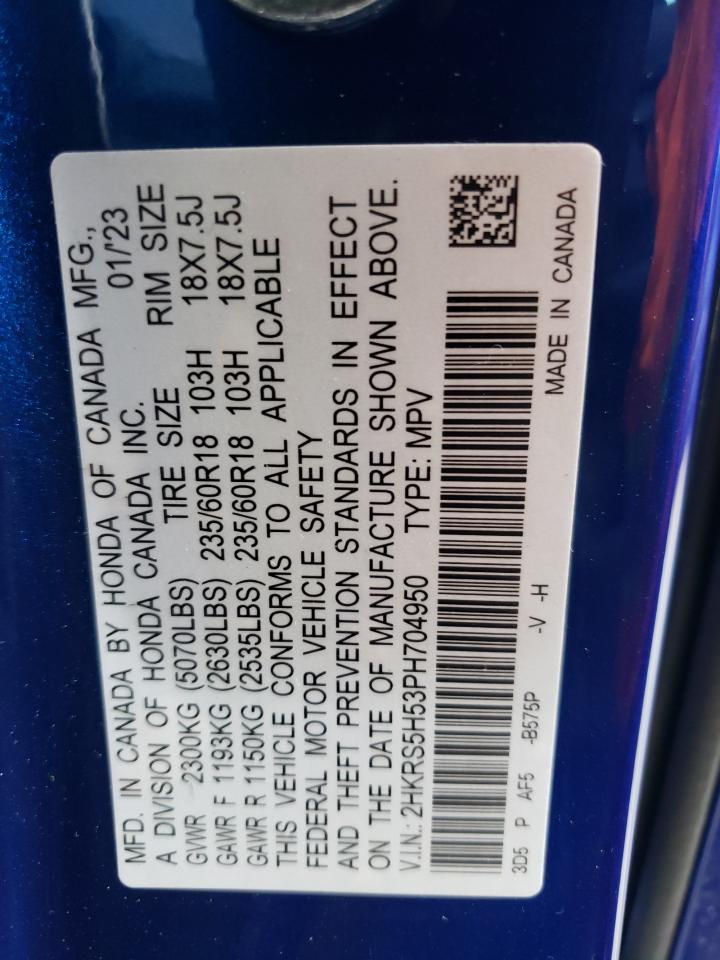 MFD. IN CANADA BY HONDA OF CANADA MFG.,
A DIVISION OF HONDA CANADA INC. 01/'23
GVWR 2300KG (5070LBS) TIRE SIZE RIM SIZE
GAWR F 1193KG (2630LBS) 235/60R18 103H 18X7.5J
GAWR R 1150KG (2535LBS) 235/60R18 103H 18X7.5J
THIS VEHICLE CONFORMS TO ALL APPLICABLE
FEDERAL MOTOR VEHICLE SAFETY
AND THEFT PREVENTION STANDARDS IN EFFECT
ON THE DATE OF MANUFACTURE SHOWN ABOVE.
V.I.N.: 2HKRS5H53PH704950 TYPE: MPV
3D5 P AF5 -B575P -V -H MADE IN CANADA